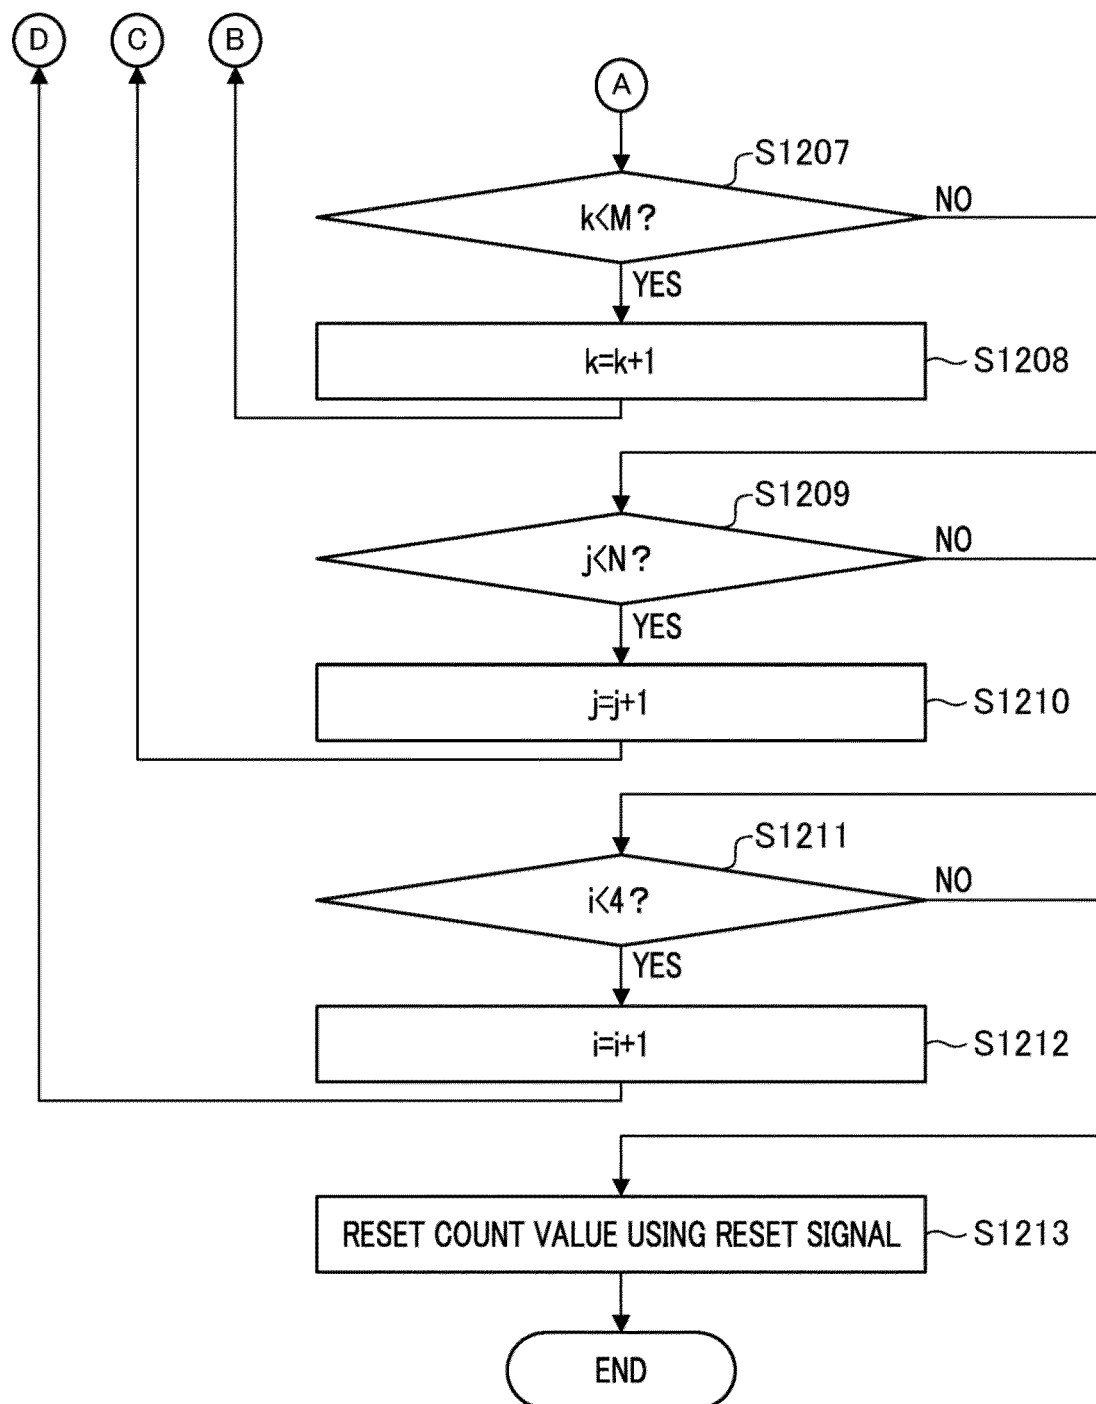 D
C
B
A
S1207
k<M?
NO
YES
k=k+1
S1208
S1209
j<N?
NO
YES
j=j+1
S1210
S1211
i<4?
NO
YES
i=i+1
S1212
RESET COUNT VALUE USING RESET SIGNAL
S1213
END